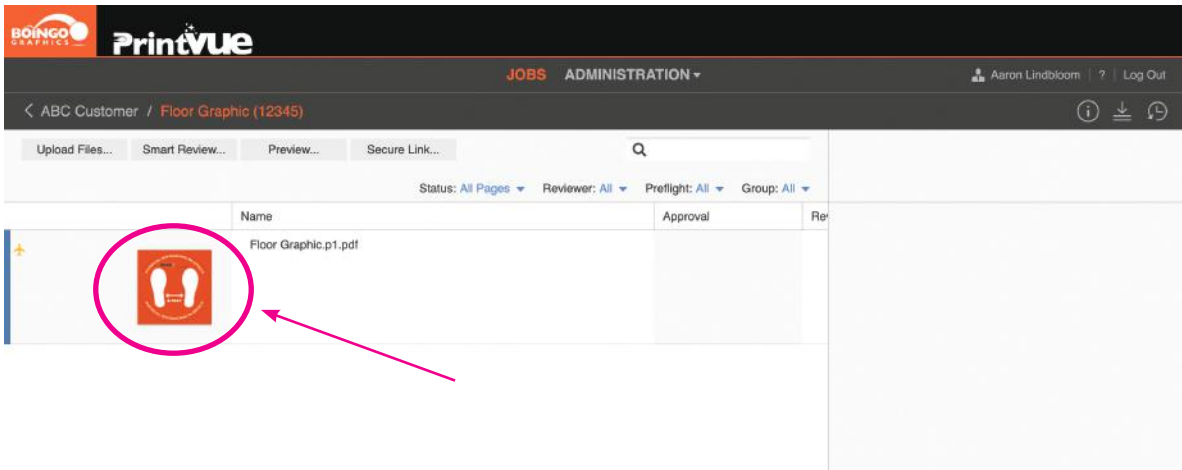 BOINGO
GRAPHICS
PrintVUE
JOBS ADMINISTRATION
Aaron Lindbloom | ? | Log Out
ABC Customer / Floor Graphic (12345)
Upload Files... Smart Review... Preview... Secure Link...
Status: All Pages Reviewer: All Preflight: All Group: All
Name Approval Re
Floor Graphic.p1.pdf